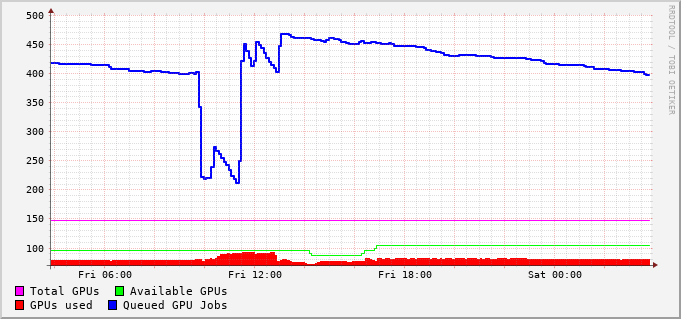 500
450
400
350
300
250
200
150
100
Fri 06:00 Fri 12:00 Fri 18:00 Sat 00:00
Total GPUs Available GPUs
GPUs used Queued GPU Jobs
RRDTOOL / TOBI OETIKER